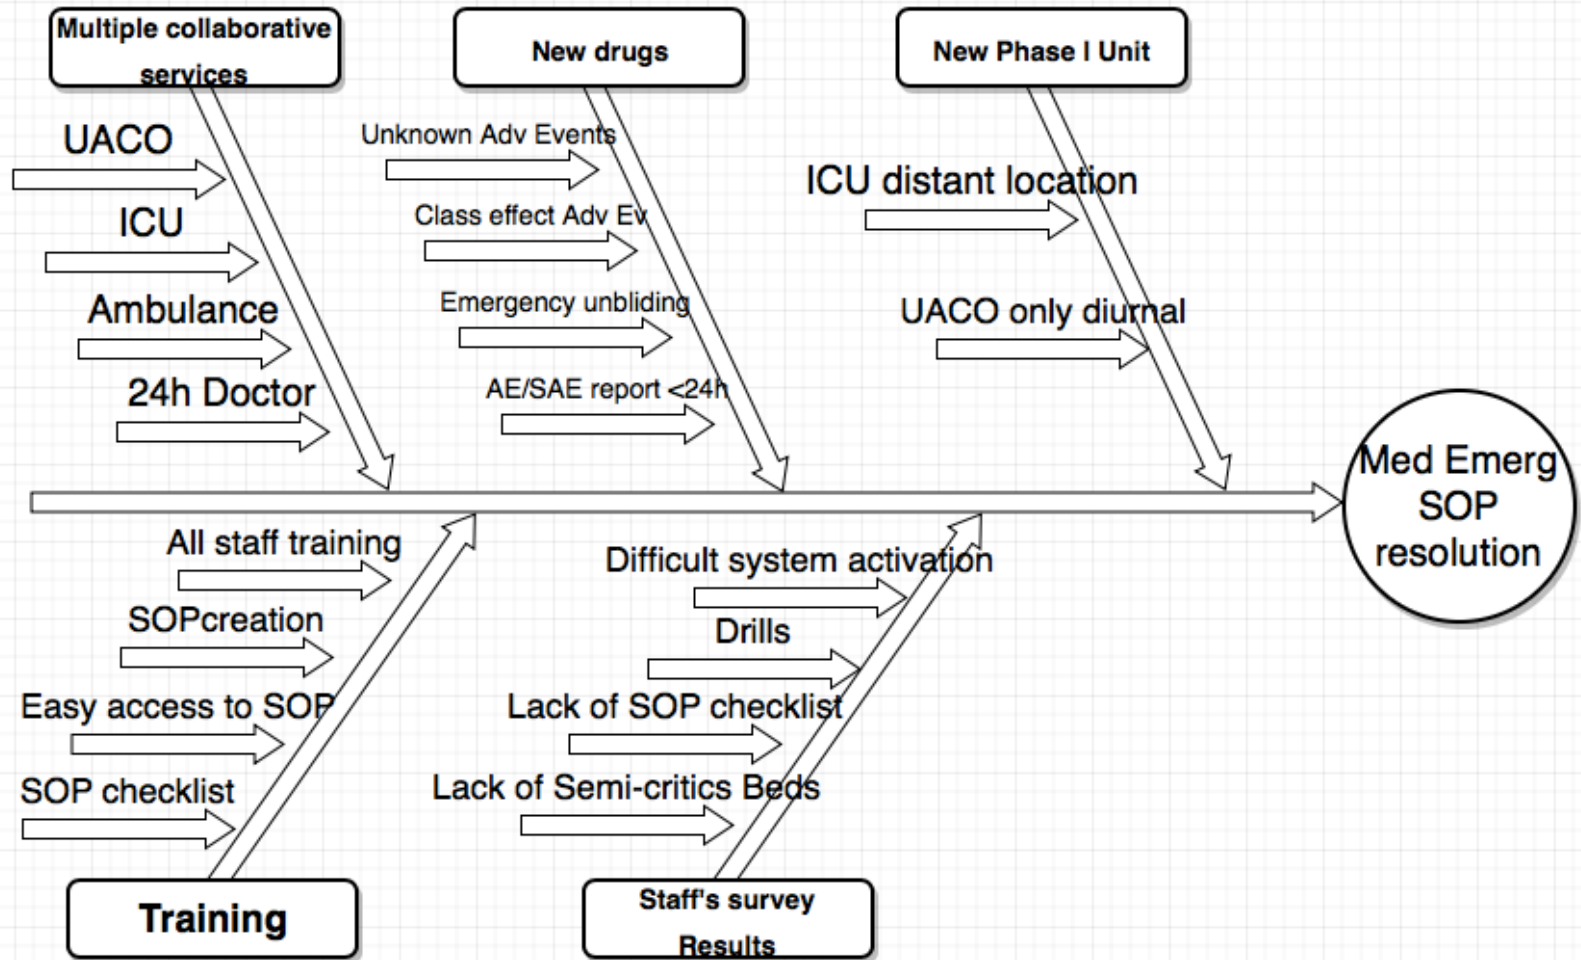 Multiple collaborative
services
New drugs
New Phase I Unit
UACO
ICU
Ambulance
24h Doctor
Unknown Adv Events
Class effect Adv Ev
Emergency unbliding
AE/SAE report <24h
ICU distant location
UACO only diurnal
Med Emerg
SOP
resolution
All staff training
SOPcreation
Easy access to SOP
SOP checklist
Difficult system activation
Drills
Lack of SOP checklist
Lack of Semi-critics Beds
Training
Staff's survey
Results